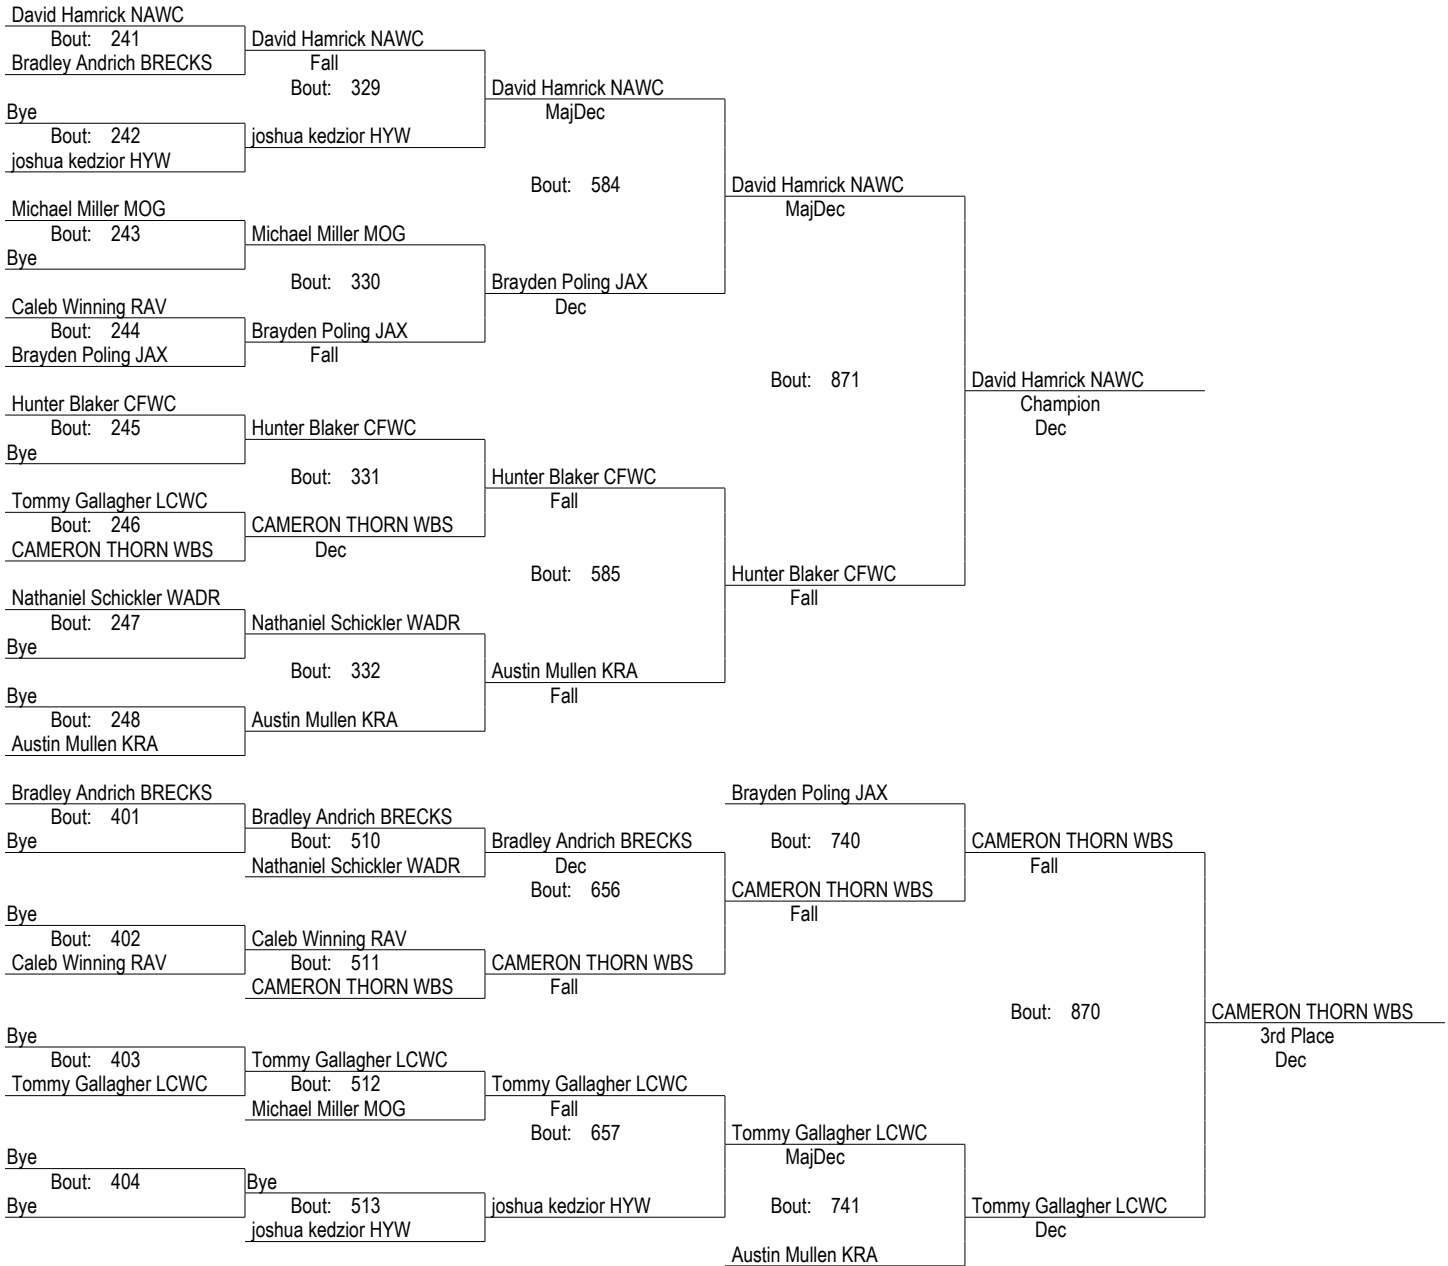 David Hamrick NAWC
Bout: 241
David Hamrick NAWC
Bradley Andrich BRECKS
Fall
Bout: 329
David Hamrick NAWC
Bye
MajDec
Bout: 242
joshua kedzior HYW
joshua kedzior HYW
Bout: 584
David Hamrick NAWC
Michael Miller MOG
MajDec
Bout: 243
Michael Miller MOG
Bye
Bout: 330
Brayden Poling JAX
Caleb Winning RAV
Dec
Bout: 244
Brayden Poling JAX
Brayden Poling JAX
Fall
Bout: 871
David Hamrick NAWC
Hunter Blaker CFWC
Champion
Bout: 245
Hunter Blaker CFWC
Dec
Bye
Bout: 331
Hunter Blaker CFWC
Tommy Gallagher LCWC
Fall
Bout: 246
CAMERON THORN WBS
CAMERON THORN WBS
Dec
Bout: 585
Hunter Blaker CFWC
Nathaniel Schickler WADR
Fall
Bout: 247
Nathaniel Schickler WADR
Bye
Bout: 332
Austin Mullen KRA
Bye
Fall
Bout: 248
Austin Mullen KRA
Austin Mullen KRA
Bradley Andrich BRECKS
Brayden Poling JAX
Bout: 401
Bradley Andrich BRECKS
Bye
Bout: 510
Bradley Andrich BRECKS
Bout: 740
CAMERON THORN WBS
Nathaniel Schickler WADR
Dec
Fall
Bout: 656
CAMERON THORN WBS
Bye
Fall
Bout: 402
Caleb Winning RAV
Caleb Winning RAV
Bout: 511
CAMERON THORN WBS
CAMERON THORN WBS
Fall
Bout: 870
CAMERON THORN WBS
Bye
3rd Place
Bout: 403
Tommy Gallagher LCWC
Dec
Tommy Gallagher LCWC
Bout: 512
Tommy Gallagher LCWC
Michael Miller MOG
Fall
Bout: 657
Tommy Gallagher LCWC
Bye
MajDec
Bout: 404
Bye
Bye
Bout: 513
joshua kedzior HYW
Bout: 741
Tommy Gallagher LCWC
joshua kedzior HYW
Dec
Austin Mullen KRA